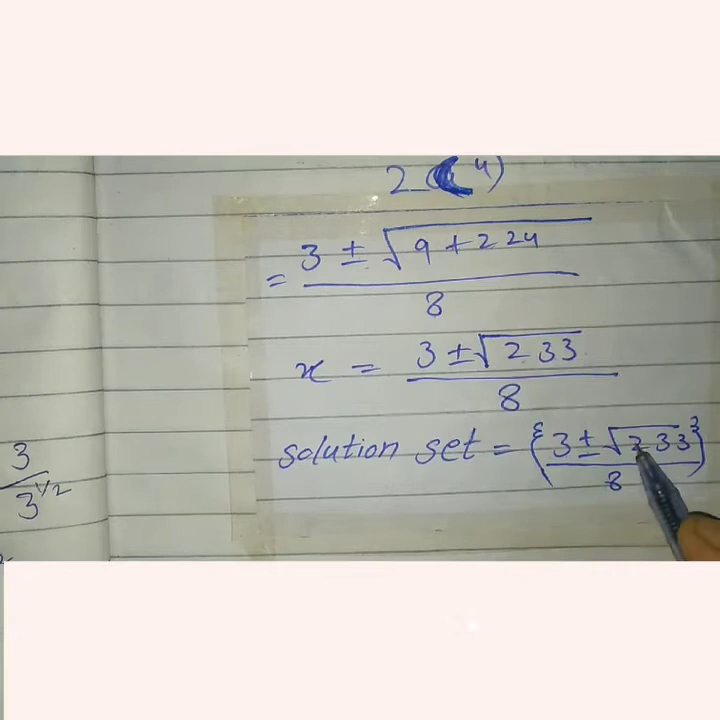 2(4)
= 3 ± √9 + 224
8
x = 3 ± √233
8
solution set = {3 ± √233}
8
3
3^1/2